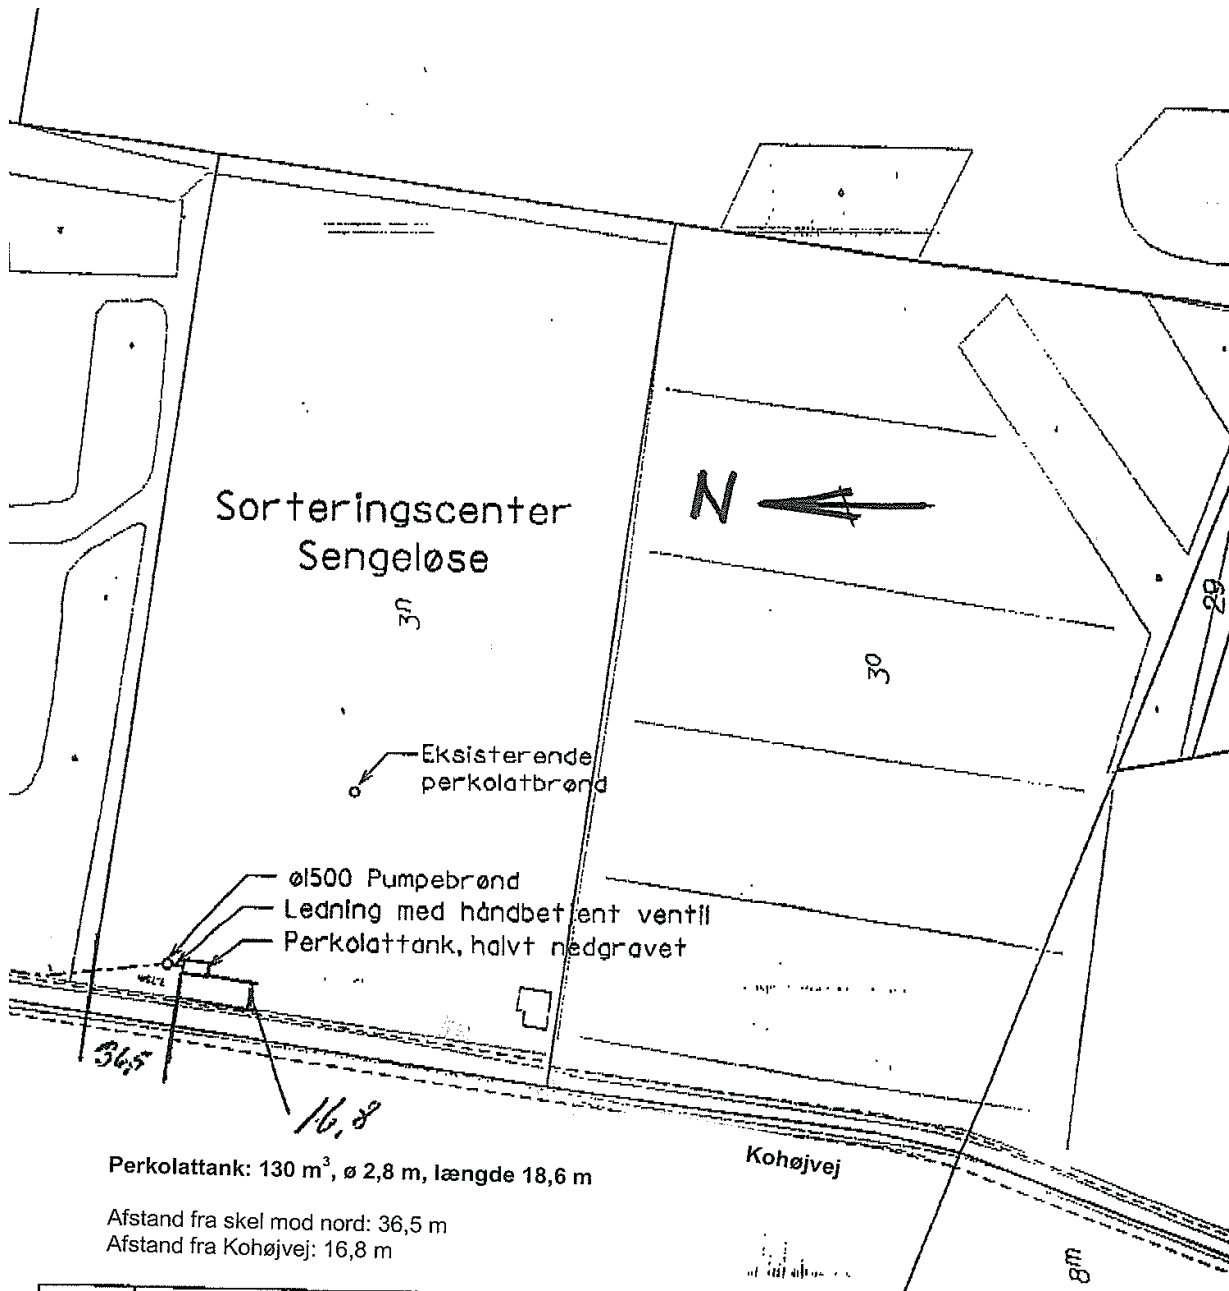 Sorteringscenter
Sengeløse
3n
N
29
30
Eksisterende
perkolatbrønd
ø1500 Pumpebrønd
Ledning med håndbetjent ventil
Perkolattank, halvt nedgravet
36,5
16,8
Kohøjvej
Perkolattank: 130 m³, ø 2,8 m, længde 18,6 m
Afstand fra skel mod nord: 36,5 m
Afstand fra Kohøjvej: 16,8 m
8m